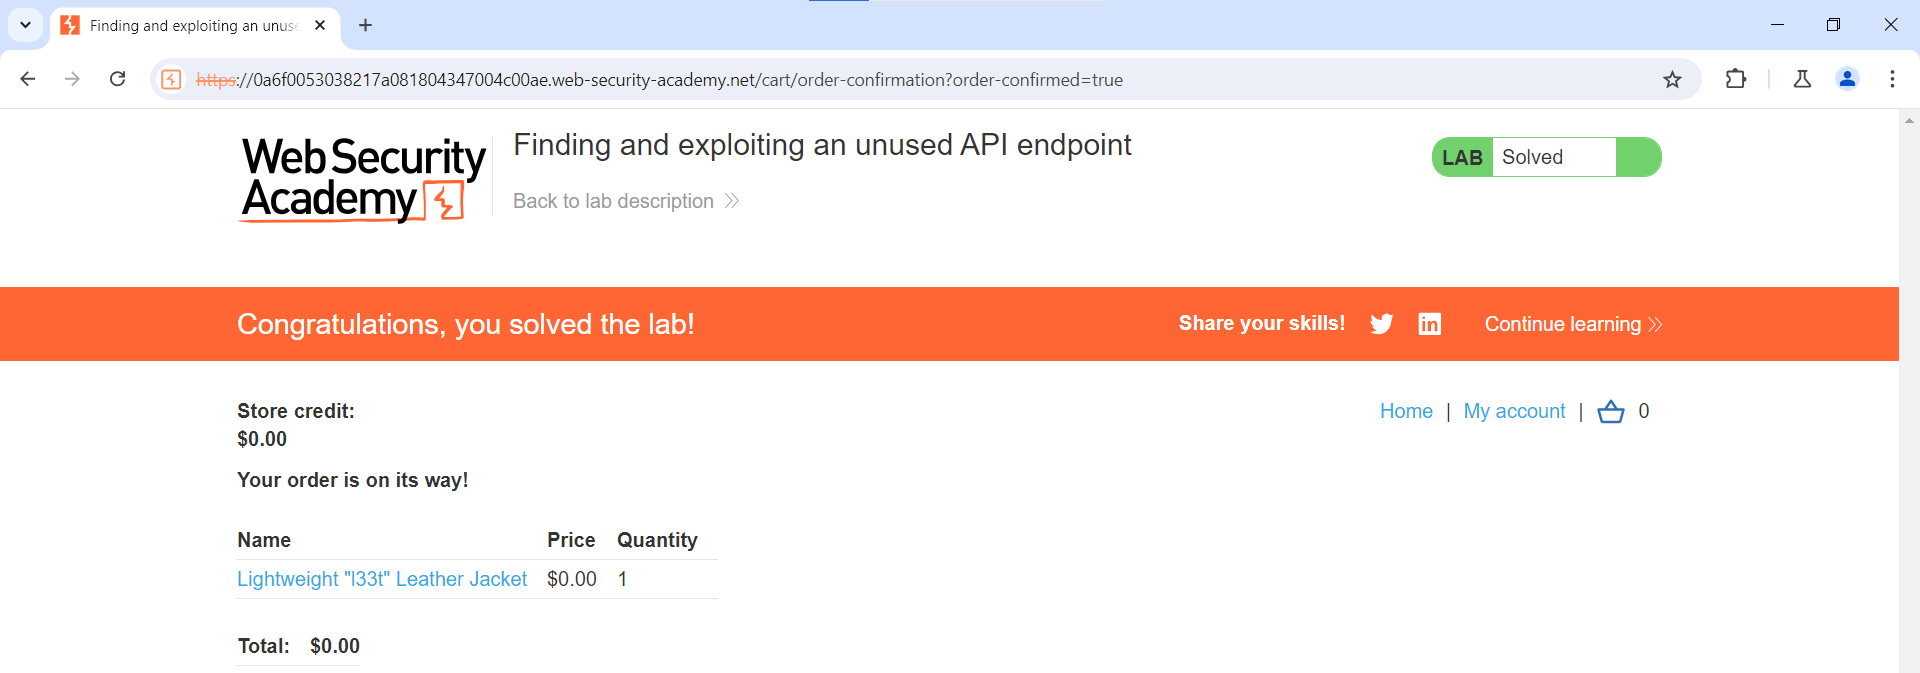 Finding and exploiting an unuse
https://0a6f0053038217a081804347004c00ae.web-security-academy.net/cart/order-confirmation?order-confirmed=true
Web Security
Academy
Finding and exploiting an unused API endpoint
Back to lab description
LAB Solved
Congratulations, you solved the lab!
Share your skills!
in
Continue learning
Store credit:
$0.00
Home | My account | 0
Your order is on its way!
Name Price Quantity
Lightweight "l33t" Leather Jacket $0.00 1
Total: $0.00